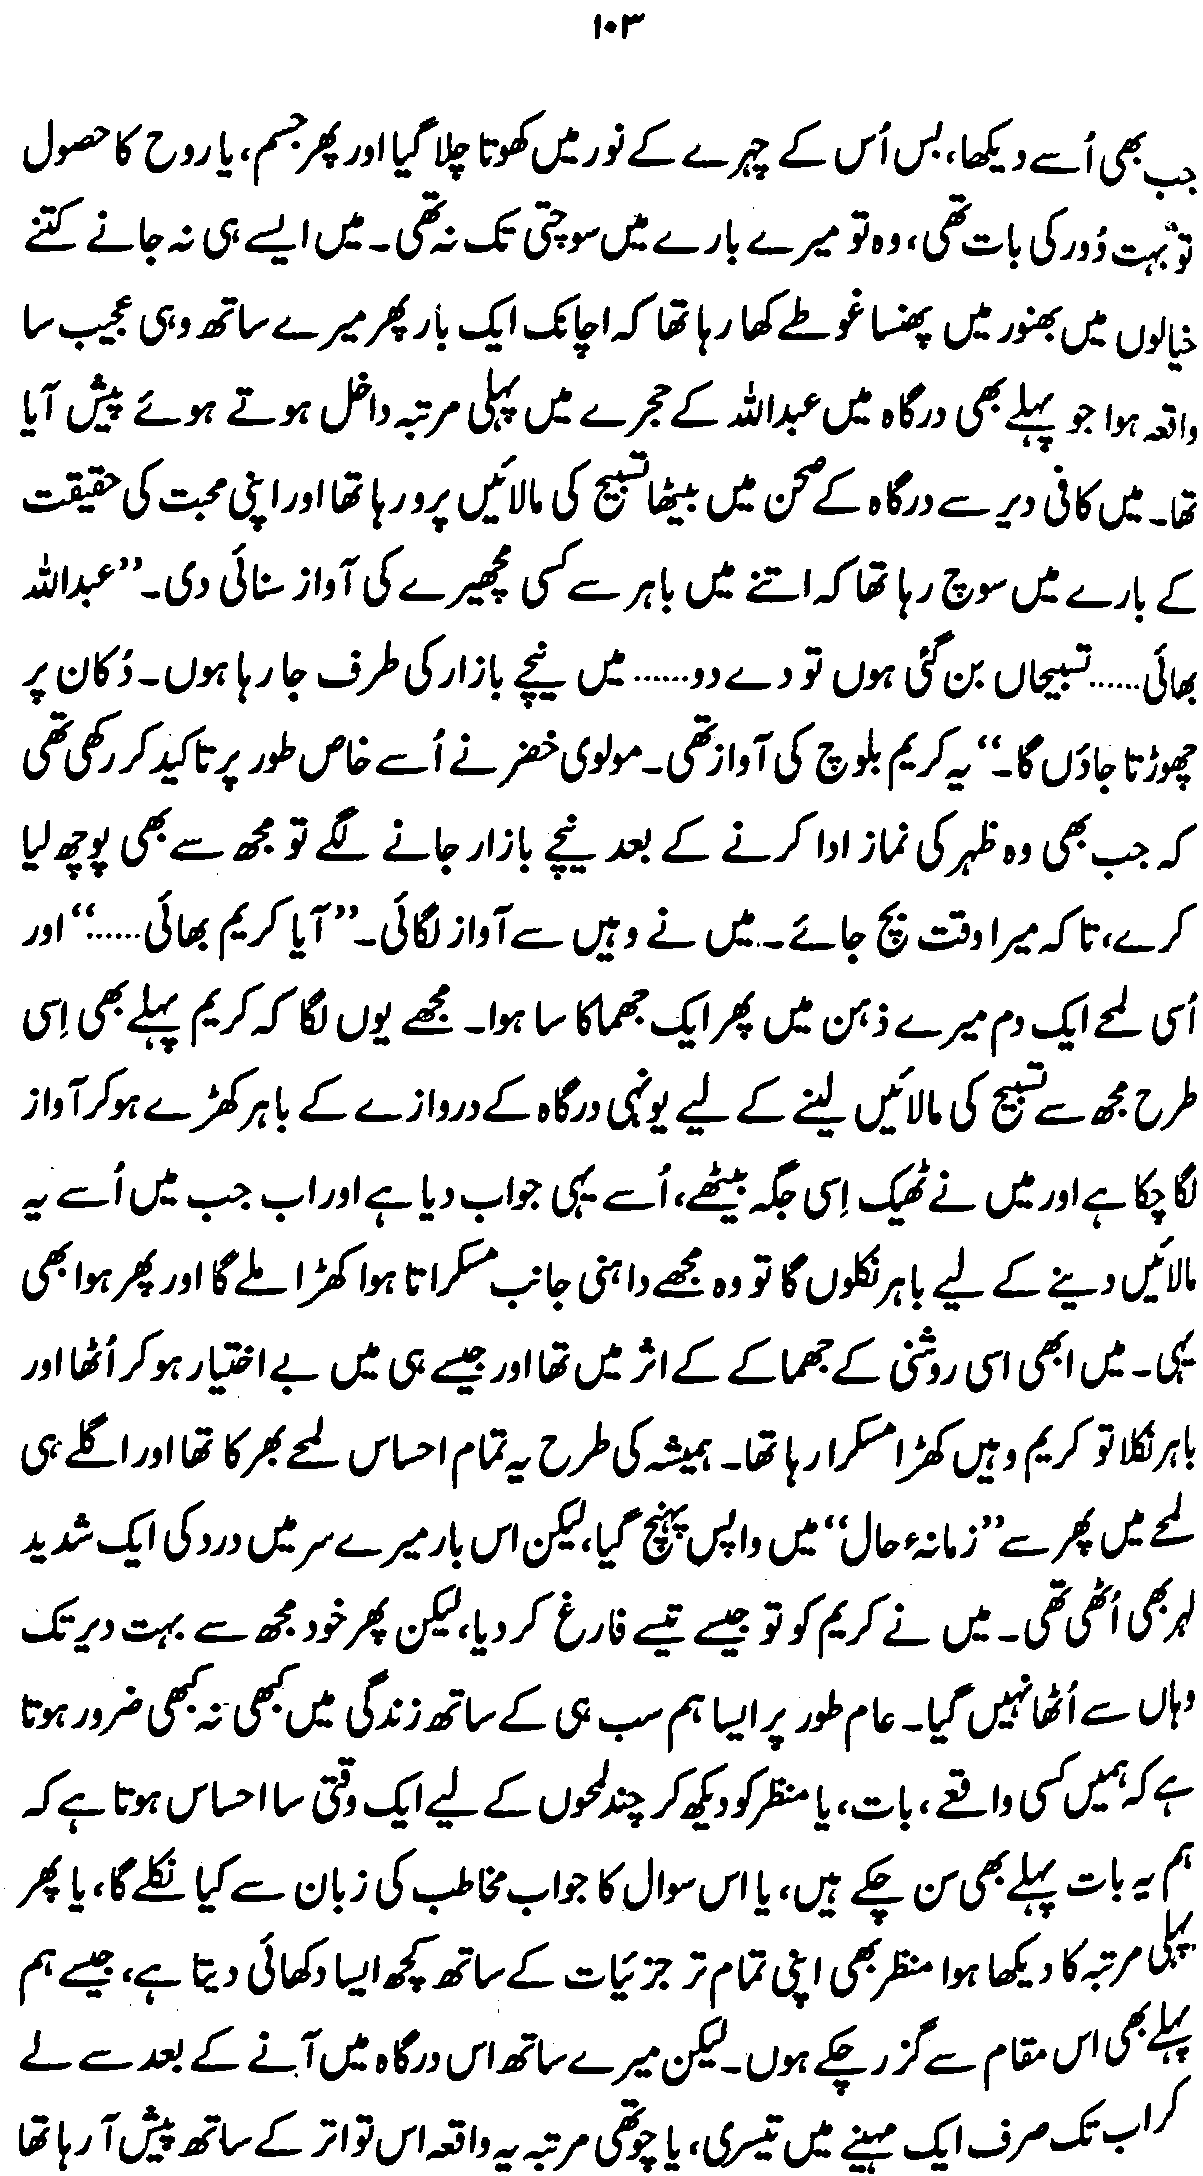 ۱۰۳
جب بھی اُسے دیکھا، بس اُس کے چہرے کے نور میں کھوتا چلا گیا اور پھر جسم، یا روح کا حصول
تو بہت دُور کی بات تھی، وہ تو میرے بارے میں سوچتی تک نہ تھی۔ میں ایسے ہی نہ جانے کتنے
خیالوں میں بھنور میں پھنسا غوطے کھا رہا تھا کہ اچانک ایک بار پھر میرے ساتھ وہی عجیب سا
واقعہ ہوا جو پہلے بھی درگاہ میں عبداللہ کے حجرے میں پہلی مرتبہ داخل ہوتے ہوئے پیش آیا
تھا۔ میں کافی دیر سے درگاہ کے صحن میں بیٹھا تسبیح کی مالائیں پرو رہا تھا اور اپنی محبت کی حقیقت
کے بارے میں سوچ رہا تھا کہ اتنے میں باہر سے کسی مچھیرے کی آواز سنائی دی۔ ”عبداللہ
بھائی...... تسبیحاں بن گئی ہوں تو دے دو...... میں نیچے بازار کی طرف جا رہا ہوں۔ دُکان پر
چھوڑتا جاؤں گا۔“ یہ کریم بلوچ کی آواز تھی۔ مولوی خضر نے اُسے خاص طور پر تاکید کر رکھی تھی
کہ جب بھی وہ ظہر کی نماز ادا کرنے کے بعد نیچے بازار جانے لگے تو مجھ سے بھی پوچھ لیا
کرے، تاکہ میرا وقت بچ جائے۔ میں نے وہیں سے آواز لگائی۔ ”آیا کریم بھائی......“ اور
اُسی لمحے ایک دم میرے ذہن میں پھر ایک جھماکا سا ہوا۔ مجھے یوں لگا کہ کریم پہلے بھی اِسی
طرح مجھ سے تسبیح کی مالائیں لینے کے لیے یونہی درگاہ کے دروازے کے باہر کھڑے ہو کر آواز
لگا چکا ہے اور میں نے ٹھیک اِسی جگہ بیٹھے، اُسے یہی جواب دیا ہے اور اب جب میں اُسے یہ
مالائیں دینے کے لیے باہر نکلوں گا تو وہ مجھے داہنی جانب مسکراتا ہوا کھڑا ملے گا اور پھر ہوا بھی
یہی۔ میں ابھی اسی روشنی کے جھماکے کے اثر میں تھا اور جیسے ہی میں بے اختیار ہو کر اُٹھا اور
باہر نکلا تو کریم وہیں کھڑا مسکرا رہا تھا۔ ہمیشہ کی طرح یہ تمام احساس لمحے بھر کا تھا اور اگلے ہی
لمحے میں پھر سے ”زمانۂ حال“ میں واپس پہنچ گیا، لیکن اس بار میرے سر میں درد کی ایک شدید
لہر بھی اُٹھی تھی۔ میں نے کریم کو تو جیسے تیسے فارغ کر دیا، لیکن پھر خود مجھ سے بہت دیر تک
وہاں سے اُٹھا نہیں گیا۔ عام طور پر ایسا ہم سب ہی کے ساتھ زندگی میں کبھی نہ کبھی ضرور ہوتا
ہے کہ ہمیں کسی واقعے، بات، یا منظر کو دیکھ کر چند لمحوں کے لیے ایک وقتی سا احساس ہوتا ہے کہ
ہم یہ بات پہلے بھی سن چکے ہیں، یا اس سوال کا جواب مخاطب کی زبان سے کیا نکلے گا، یا پھر
پہلی مرتبہ کا دیکھا ہوا منظر بھی اپنی تمام تر جزئیات کے ساتھ کچھ ایسا دکھائی دیتا ہے، جیسے ہم
پہلے بھی اس مقام سے گزر چکے ہوں۔ لیکن میرے ساتھ اس درگاہ میں آنے کے بعد سے لے
کر اب تک صرف ایک مہینے میں تیسری، یا چوتھی مرتبہ یہ واقعہ اس تواتر کے ساتھ پیش آ رہا تھا